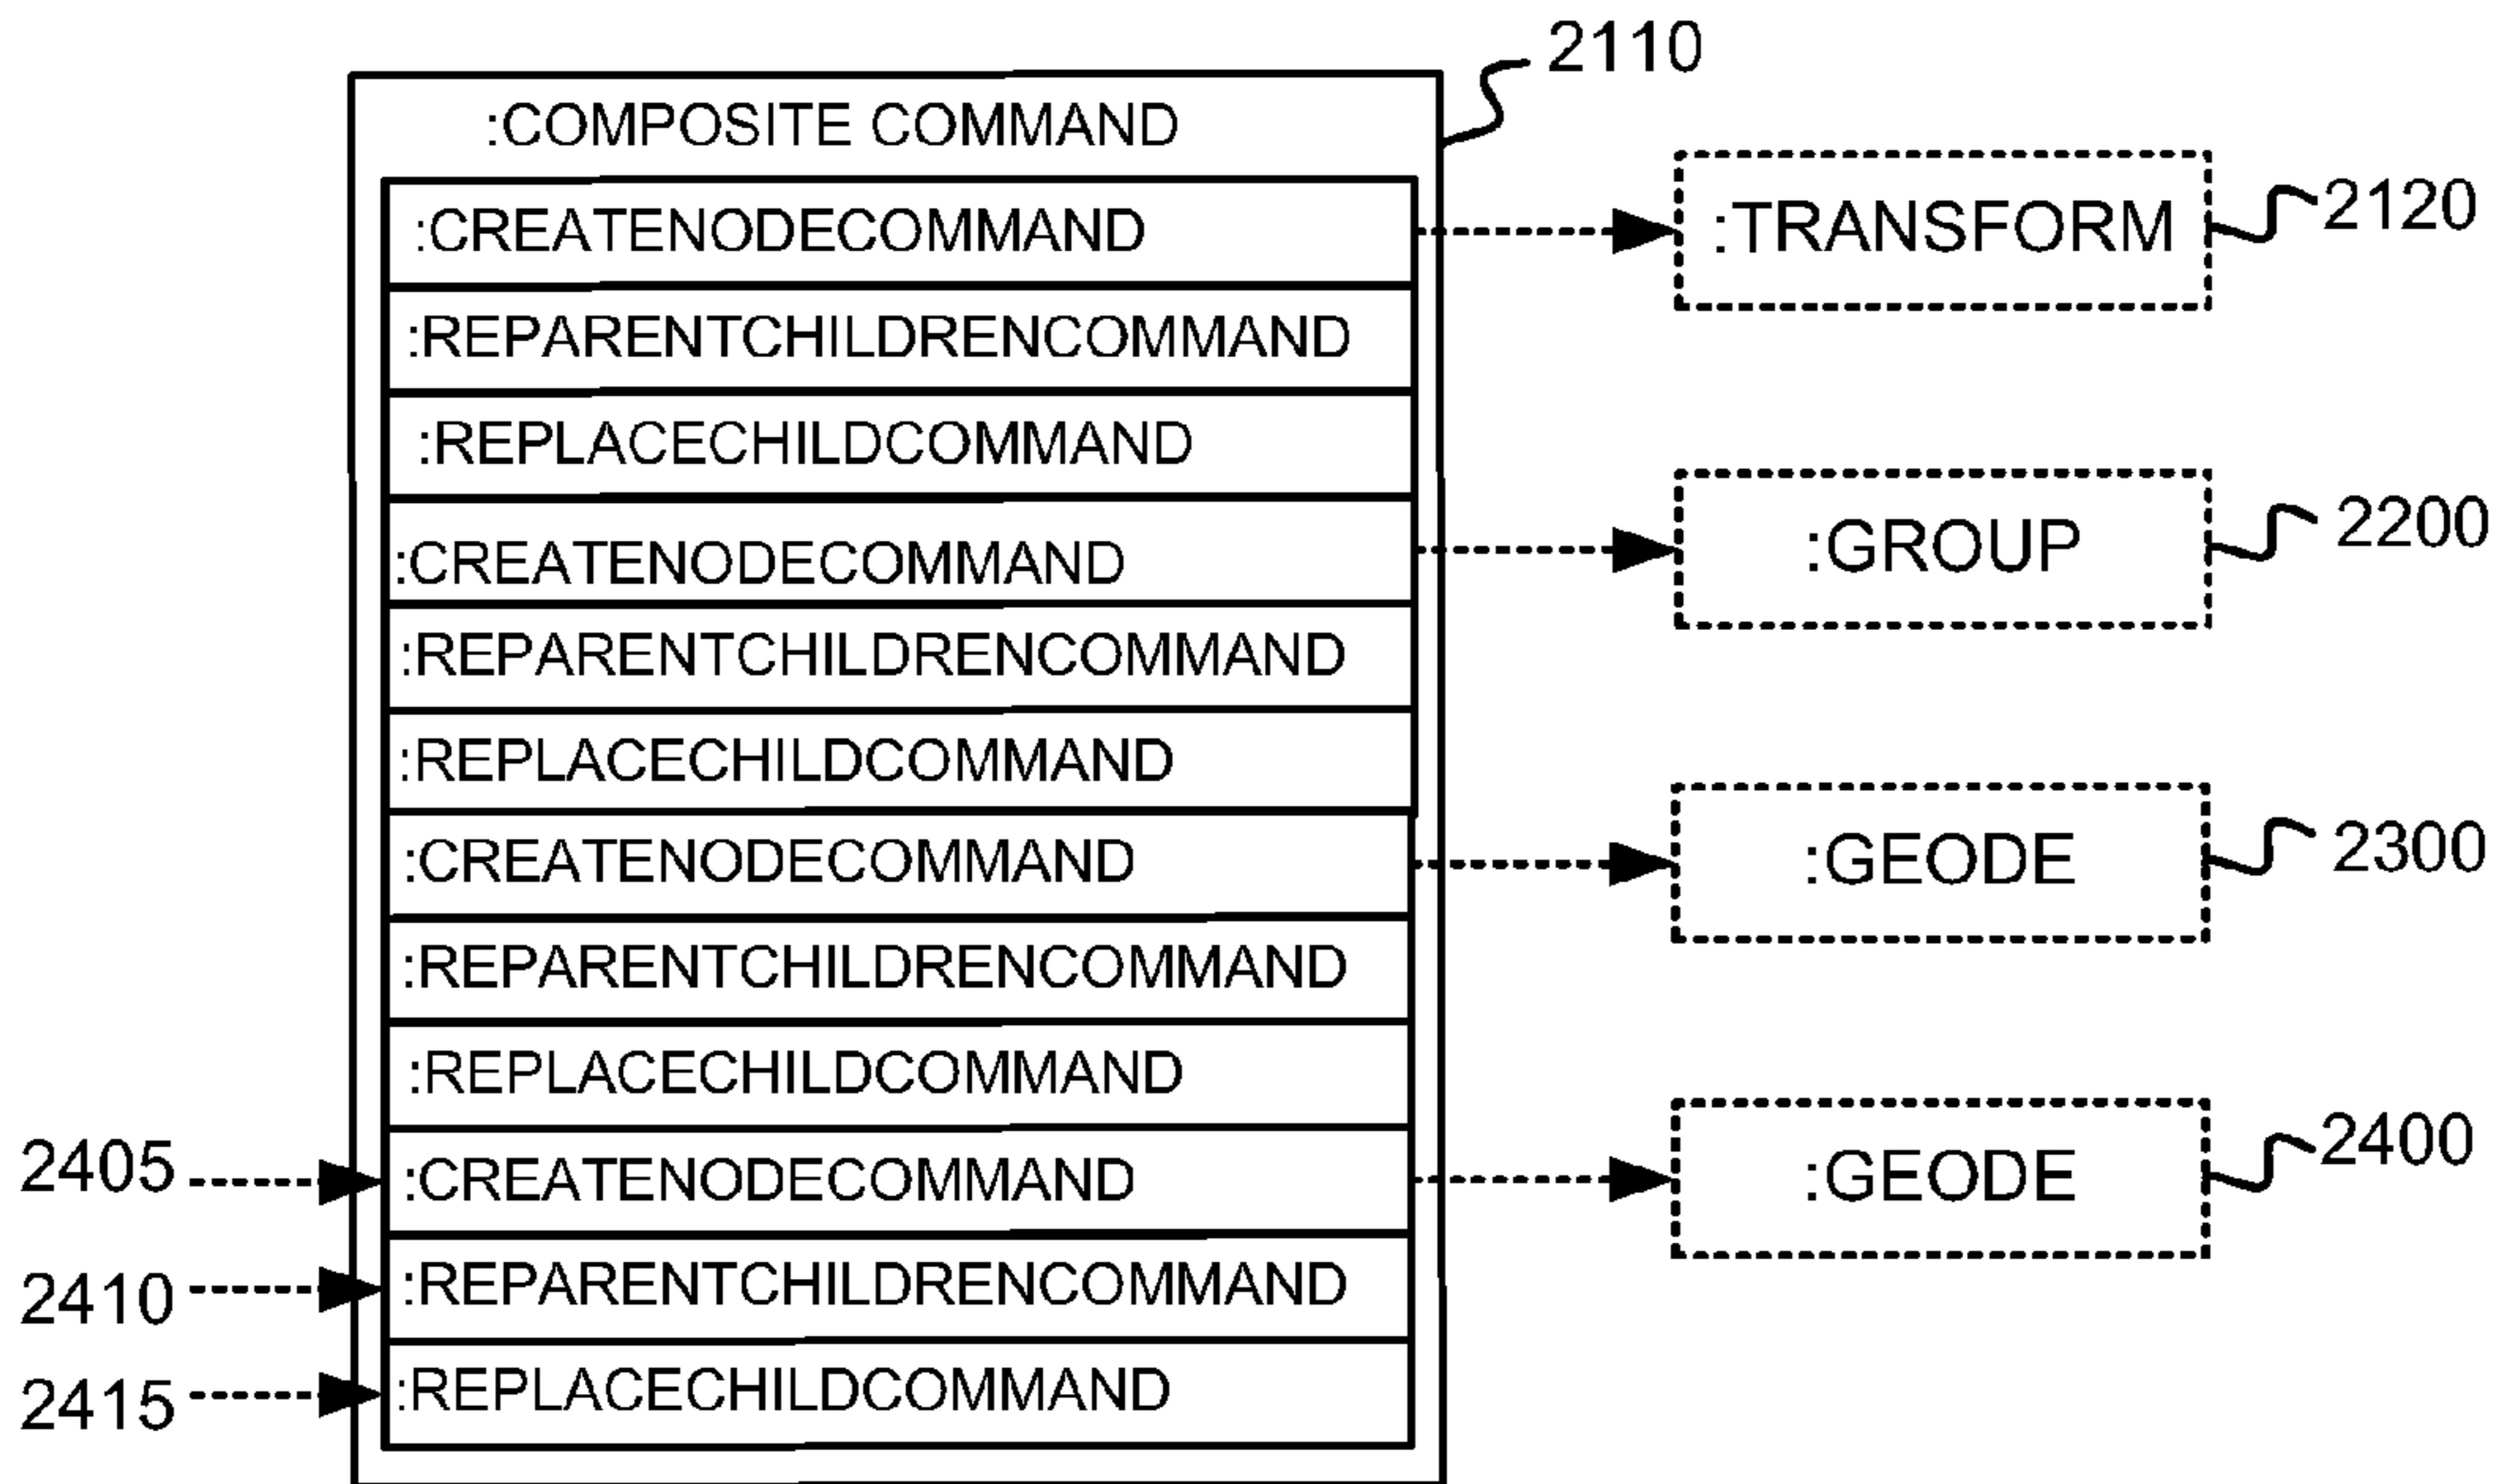 2110
:COMPOSITE COMMAND
:CREATENODECOMMAND
:TRANSFORM
2120
:REPARENTCHILDRENCOMMAND
:REPLACECHILDCOMMAND
:CREATENODECOMMAND
:GROUP
2200
:REPARENTCHILDRENCOMMAND
:REPLACECHILDCOMMAND
:CREATENODECOMMAND
:GEODE
2300
:REPARENTCHILDRENCOMMAND
:REPLACECHILDCOMMAND
2405
:CREATENODECOMMAND
:GEODE
2400
2410
:REPARENTCHILDRENCOMMAND
2415
:REPLACECHILDCOMMAND